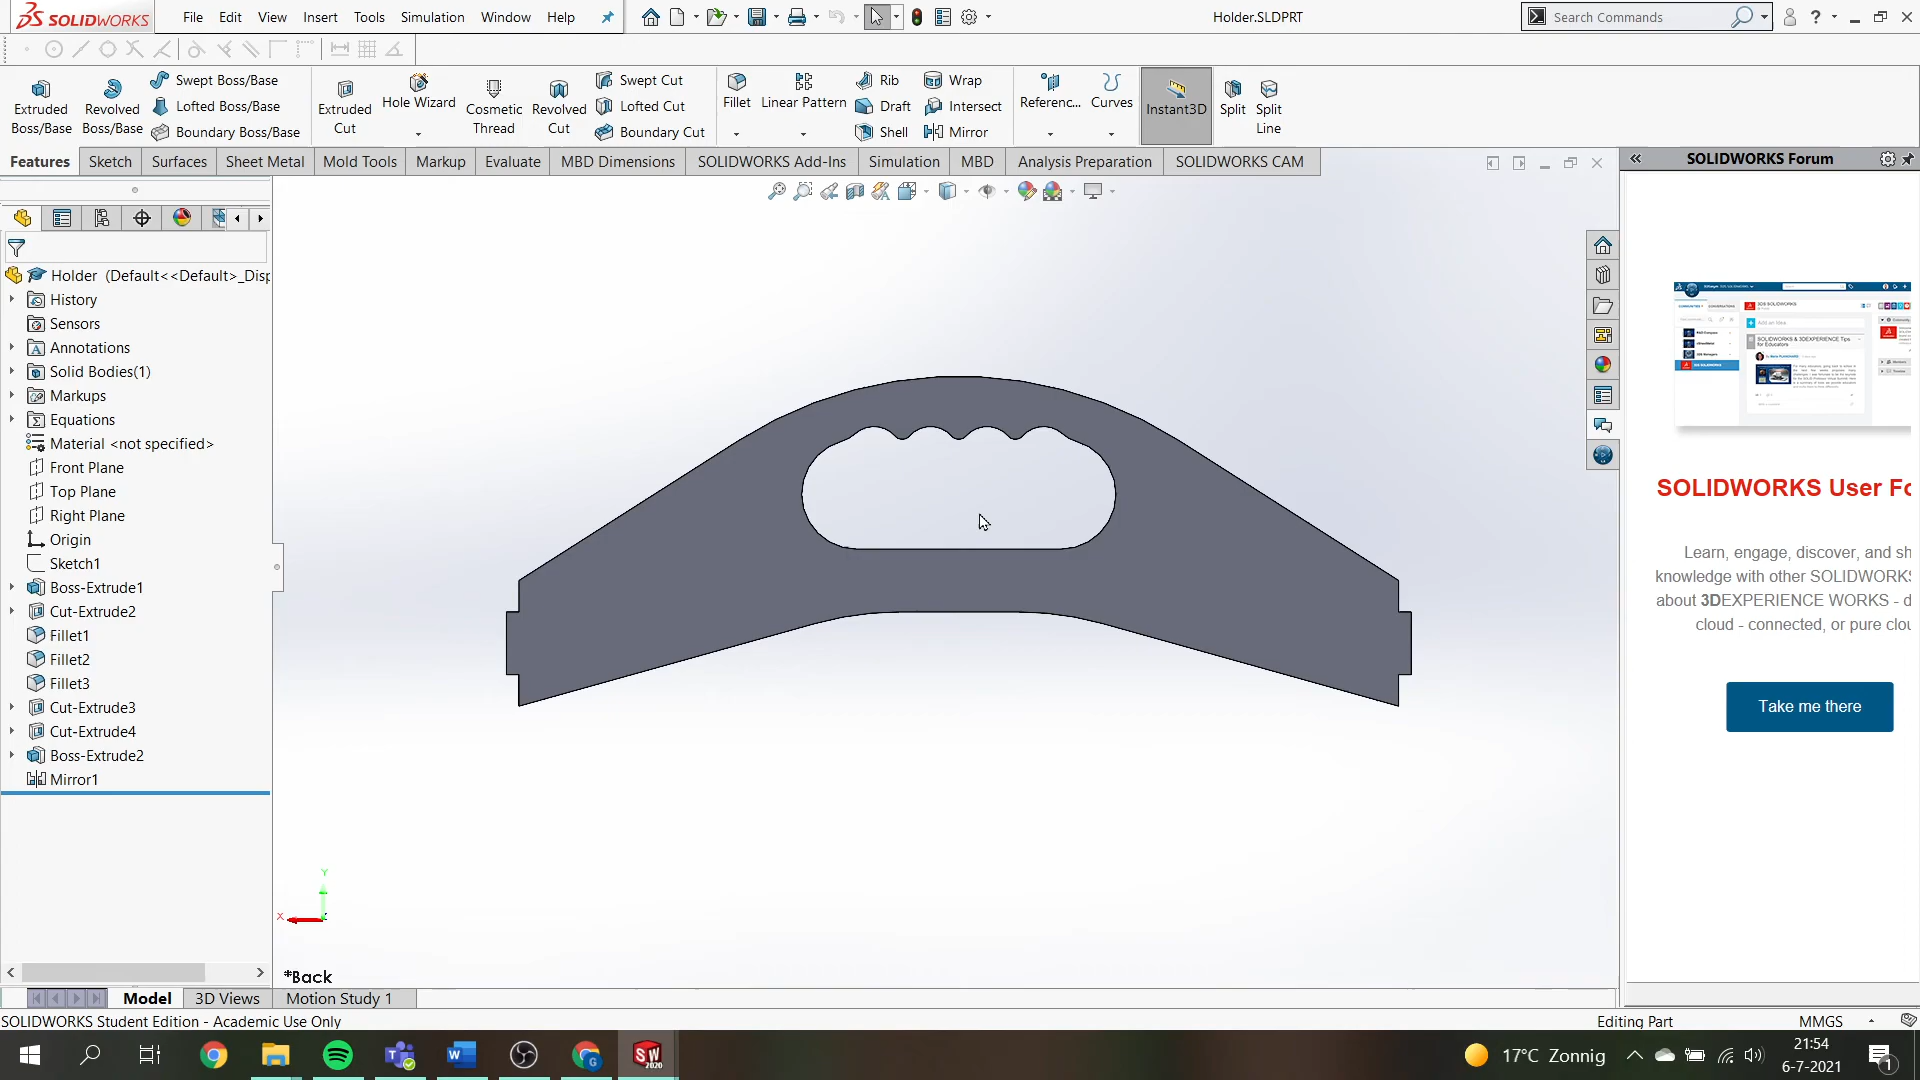 SOLIDWORKS
File Edit View Insert Tools Simulation Window Help
Holder.SLDPRT
Search Commands
Extruded Boss/Base
Revolved Boss/Base
Swept Boss/Base
Lofted Boss/Base
Boundary Boss/Base
Extruded Cut
Hole Wizard
Cosmetic Thread
Revolved Cut
Swept Cut
Lofted Cut
Boundary Cut
Fillet
Linear Pattern
Rib
Draft
Shell
Wrap
Intersect
Mirror
Referenc...
Curves
Instant3D
Split
Split Line
Features Sketch Surfaces Sheet Metal Mold Tools Markup Evaluate MBD Dimensions SOLIDWORKS Add-Ins Simulation MBD Analysis Preparation SOLIDWORKS CAM
SOLIDWORKS Forum
Holder (Default<<Default>_Disp
History
Sensors
Annotations
Solid Bodies(1)
Markups
Equations
Material <not specified>
Front Plane
Top Plane
Right Plane
Origin
Sketch1
Boss-Extrude1
Cut-Extrude2
Fillet1
Fillet2
Fillet3
Cut-Extrude3
Cut-Extrude4
Boss-Extrude2
Mirror1
Y
X
*Back
SOLIDWORKS & 3DEXPERIENCE Tips for Educators
SOLIDWORKS User Fo
Learn, engage, discover, and sh
knowledge with other SOLIDWORKS
about 3DEXPERIENCE WORKS - d
cloud - connected, or pure clou
Take me there
Model 3D Views Motion Study 1
SOLIDWORKS Student Edition - Academic Use Only
Editing Part
MMGS
17°C Zonnig
21:54
6-7-2021
1